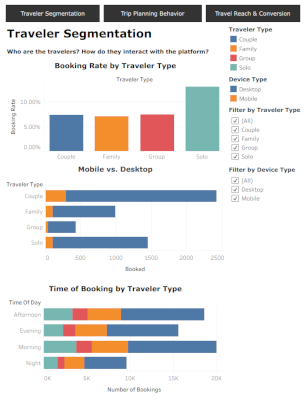 Traveler Segmentation
Trip Planning Behavior
Travel Reach & Conversion
Traveler Segmentation
Who are the travelers? How do they interact with the platform?
Booking Rate by Traveler Type
Traveler Type
Booking Rate
10.00%
5.00%
0.00%
Couple
Family
Group
Solo
Mobile vs. Desktop
Traveler Type
Couple
Family
Group
Solo
0
500
1000
1500
2000
2500
Booked
Time of Booking by Traveler Type
Time Of Day
Afternoon
Evening
Morning
Night
0K
5K
10K
15K
20K
Number of Bookings
Traveler Type
Couple
Family
Group
Solo
Device Type
Desktop
Mobile
Filter by Traveler Type
(All)
Couple
Family
Group
Solo
Filter by Device Type
(All)
Desktop
Mobile